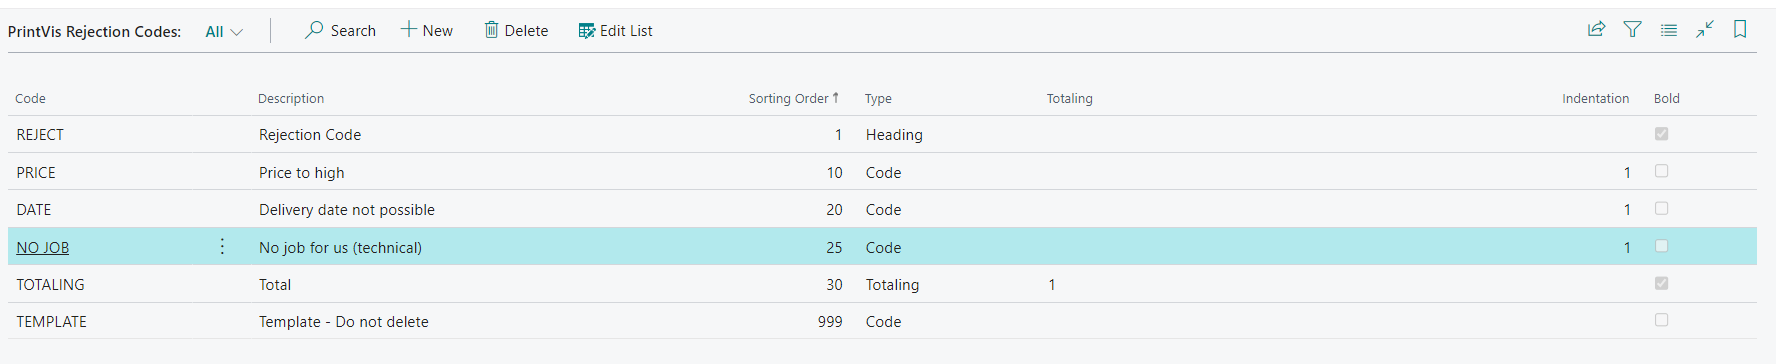 PrintVis Rejection Codes: All Search New Delete Edit List
Code Description Sorting Order↑ Type Totaling Indentation Bold
REJECT Rejection Code 1 Heading
PRICE Price to high 10 Code 1
DATE Delivery date not possible 20 Code 1
NO JOB No job for us (technical) 25 Code 1
TOTALING Total 30 Totaling 1
TEMPLATE Template - Do not delete 999 Code